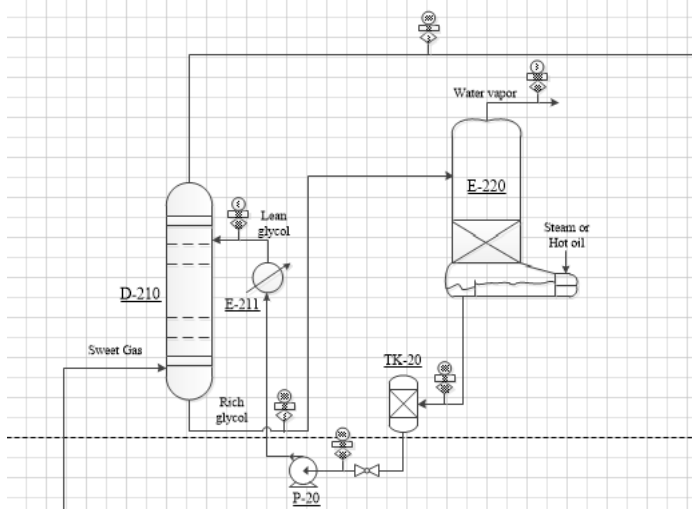 Water vapor
E-220
Lean
glycol
Steam or
Hot oil
D-210
E-211
Sweet Gas
TK-20
Rich
glycol
P-20